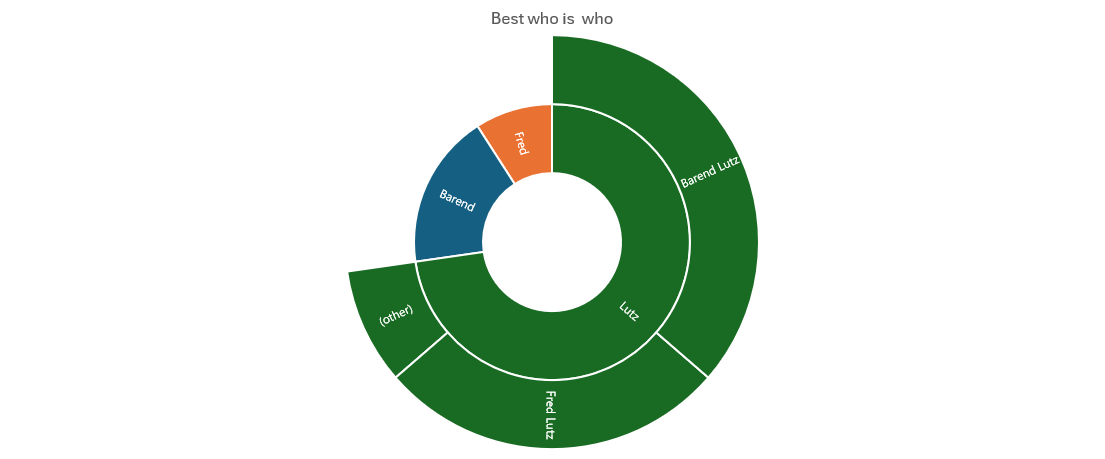 Best who is  who
Fred
Barend
Barend Lutz
Lutz
(other)
Fred Lutz